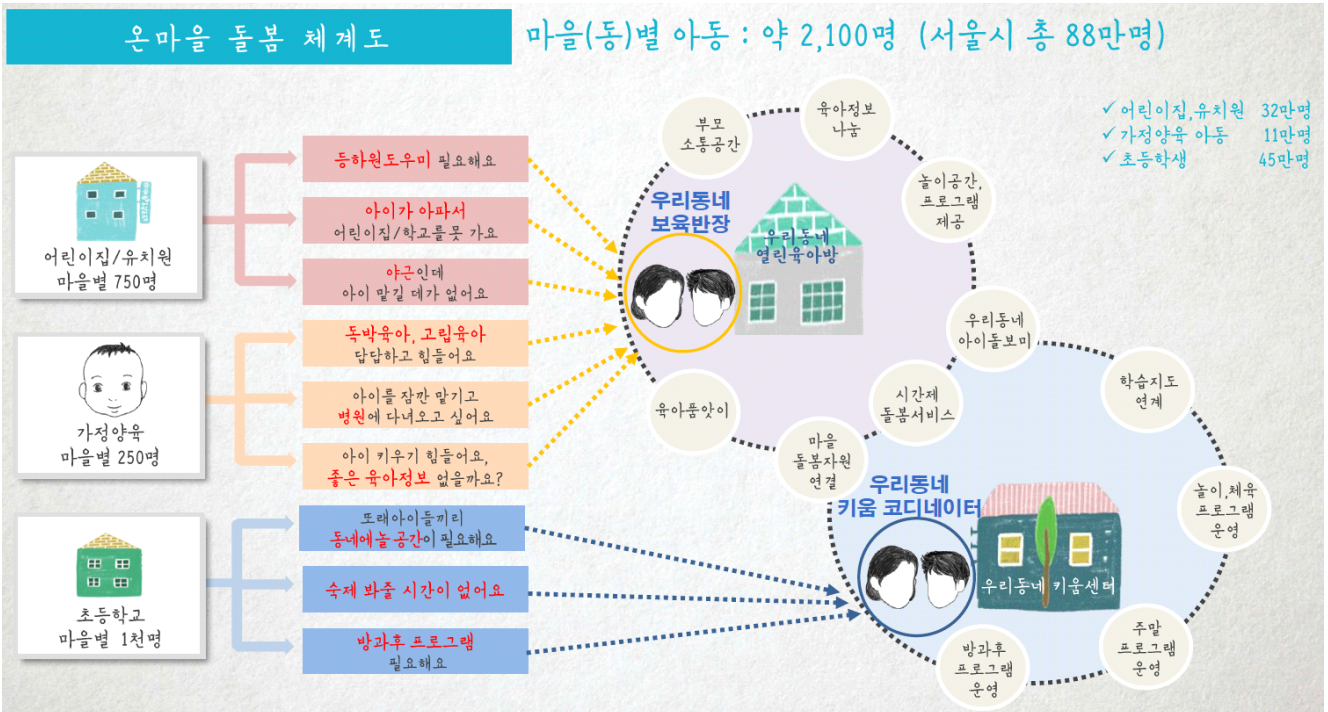 온마을 돌봄 체계도
마을(동)별 아동 : 약 2,100명 (서울시 총 88만명)
✓ 어린이집,유치원 32만명
✓ 가정양육 아동 11만명
✓ 초등학생 45만명
어린이집/유치원
마을별 750명
등하원도우미 필요해요
아이가 아파서
어린이집/학교를 못 가요
야근인데
아이 맡길 데가 없어요
가정양육
마을별 250명
독박육아, 고립육아
답답하고 힘들어요
아이를 잠깐 맡기고
병원에 다녀오고 싶어요
아이 키우기 힘들어요,
좋은 육아정보 없을까요?
초등학교
마을별 1천명
또래아이들끼리
동네에 놀 공간이 필요해요
숙제 봐줄 시간이 없어요
방과후 프로그램
필요해요
우리동네
보육반장
우리동네
열린육아방
부모
소통공간
육아정보
나눔
놀이공간,
프로그램
제공
우리동네
아이돌보미
시간제
돌봄서비스
마을
돌봄자원
연결
육아품앗이
우리동네
키움 코디네이터
우리동네 키움센터
학습지도
연계
놀이,체육
프로그램
운영
주말
프로그램
운영
방과후
프로그램
운영